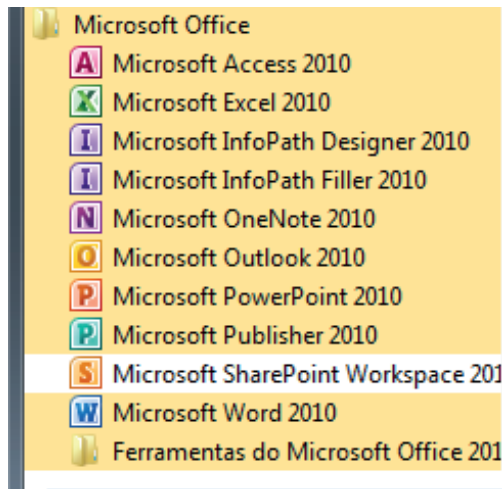 Microsoft Office
Microsoft Access 2010
Microsoft Excel 2010
Microsoft InfoPath Designer 2010
Microsoft InfoPath Filler 2010
Microsoft OneNote 2010
Microsoft Outlook 2010
Microsoft PowerPoint 2010
Microsoft Publisher 2010
Microsoft SharePoint Workspace 201
Microsoft Word 2010
Ferramentas do Microsoft Office 201